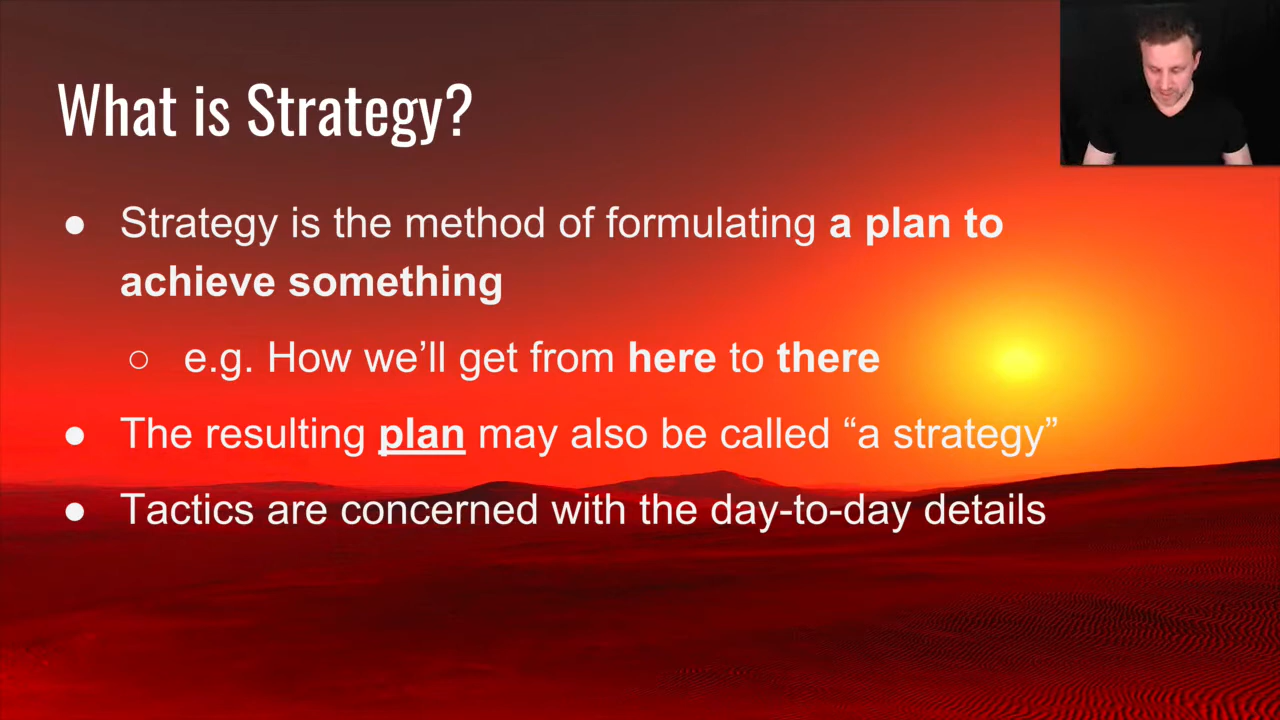 What is Strategy?
● Strategy is the method of formulating a plan to
achieve something
○ e.g. How we’ll get from here to there
● The resulting plan may also be called “a strategy”
● Tactics are concerned with the day-to-day details